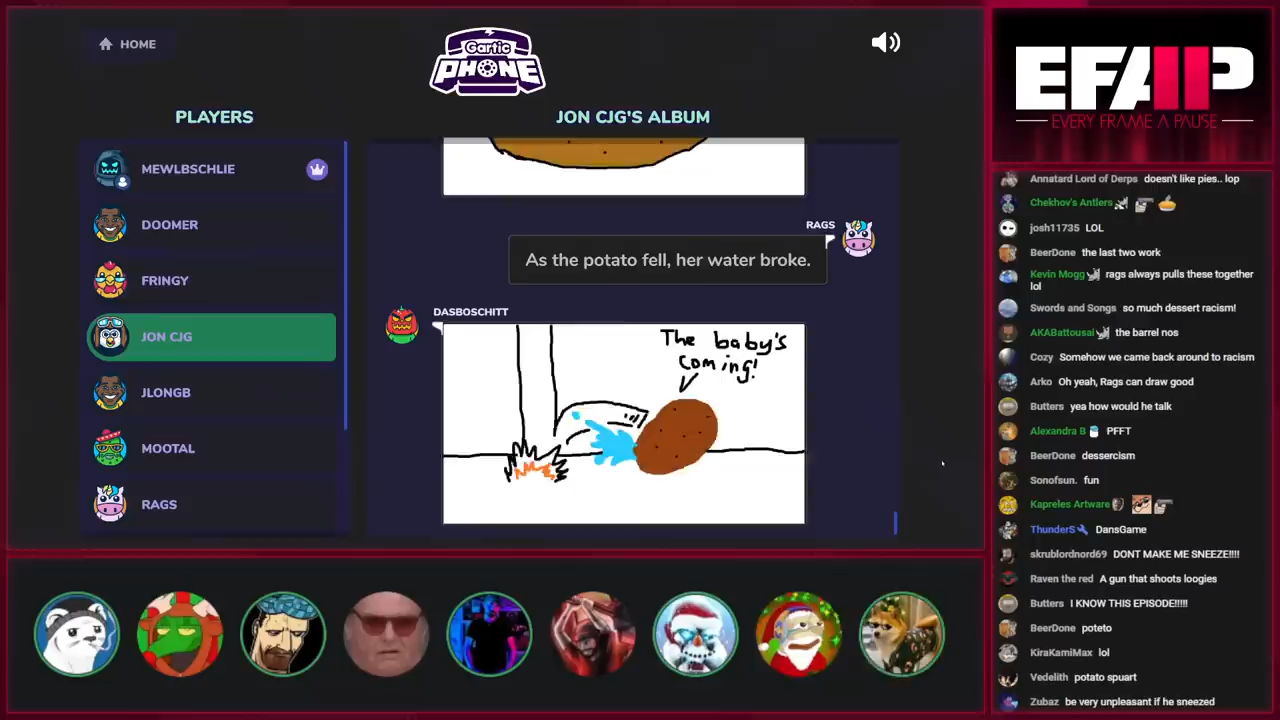 HOME
Gartic
PHONE
PLAYERS
MEWLBSCHLIE
DOOMER
FRINGY
JON CJG
JLONGB
MOOTAL
RAGS
JON CJG'S ALBUM
RAGS
As the potato fell, her water broke.
DASBOSCHITT
The baby's
coming!
EFAP
EVERY FRAME A PAUSE
Annatard Lord of Derps doesn't like pies.. lop
Chekhov's Antlers
josh11735 LOL
BeerDone the last two work
Kevin Mogg rags always pulls these together
lol
Swords and Songs so much dessert racism!
AKABattousai the barrel nos
Cozy Somehow we came back around to racism
Arko Oh yeah, Rags can draw good
Butters yea how would he talk
Alexandra B PFFT
BeerDone dessercism
Sonofsun. fun
Kapreles Artware
ThunderS DansGame
skrublordnord69 DONT MAKE ME SNEEZE!!!!
Raven the red A gun that shoots loogies
Butters I KNOW THIS EPISODE!!!!!
BeerDone poteto
KiraKamiMax lol
Vedelith potato spuart
Zubaz be very unpleasant if he sneezed